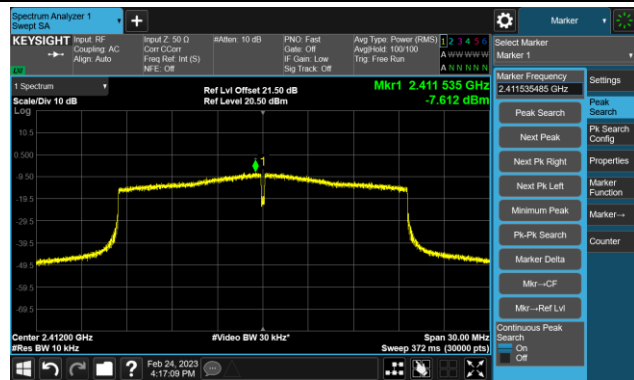 Spectrum Analyzer 1
Swept SA
Marker
KEYSIGHT
Input: RF
Coupling: AC
Align: Auto
Input Z: 50 Ω
Corr CCorr
Freq Ref: Int (S)
NFE: Off
#Atten: 10 dB
PNO: Fast
Gate: Off
IF Gain: Low
Sig Track: Off
Avg Type: Power (RMS)
Avg|Hold: 100/100
Trig: Free Run
1 2 3 4 5 6
A W W W W W
A N N N N N
Select Marker
Marker 1
1 Spectrum
Scale/Div 10 dB
Ref Lvl Offset 21.50 dB
Ref Level 20.50 dBm
Mkr1 2.411 535 GHz
-7.612 dBm
Log
10.5
0.500
-9.50
-19.5
-29.5
-39.5
-49.5
-59.5
-69.5
1
Center 2.41200 GHz
#Res BW 10 kHz
#Video BW 30 kHz*
Span 30.00 MHz
Sweep 372 ms (30000 pts)
Marker Frequency
2.411535485 GHz
Peak Search
Next Peak
Next Pk Right
Next Pk Left
Minimum Peak
Pk-Pk Search
Marker Delta
Mkr→CF
Mkr→Ref Lvl
Continuous Peak
Search
On
Off
Settings
Peak
Search
Pk Search
Config
Properties
Marker
Function
Marker→
Counter
?
Feb 24, 2023
4:17:09 PM